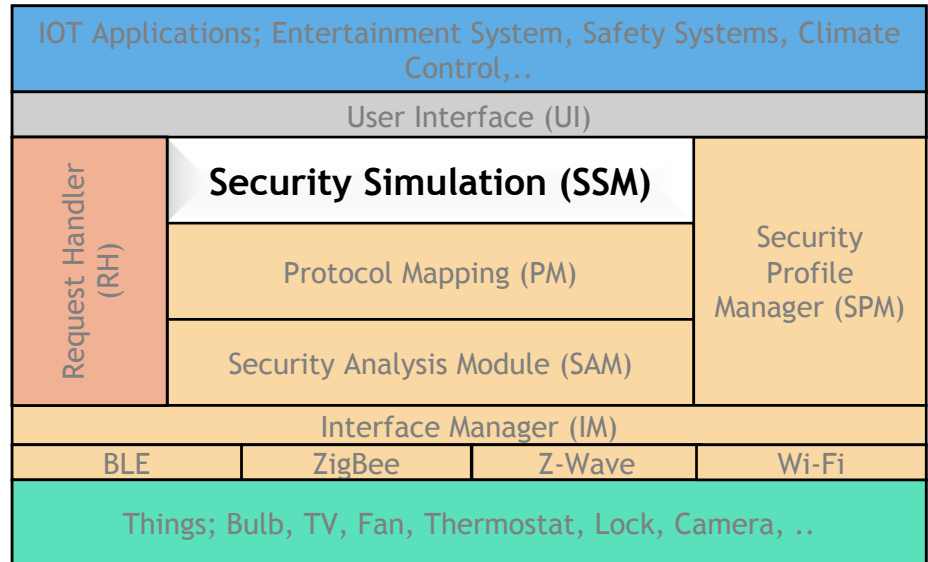 IOT Applications; Entertainment System, Safety Systems, Climate
Control,..
User Interface (UI)
Request Handler
(RH)
Security Simulation (SSM)
Protocol Mapping (PM)
Security Analysis Module (SAM)
Security
Profile
Manager (SPM)
Interface Manager (IM)
BLE
ZigBee
Z-Wave
Wi-Fi
Things; Bulb, TV, Fan, Thermostat, Lock, Camera, ..